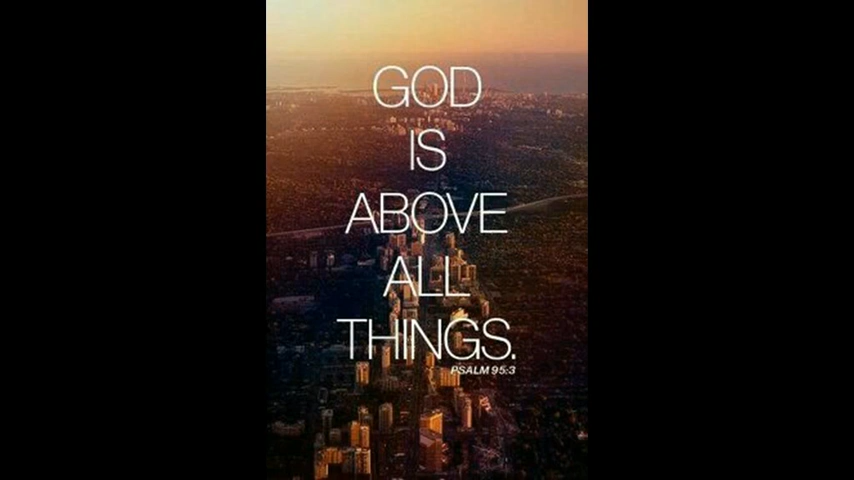 GOD
IS
ABOVE
ALL
THINGS.
PSALM 95:3